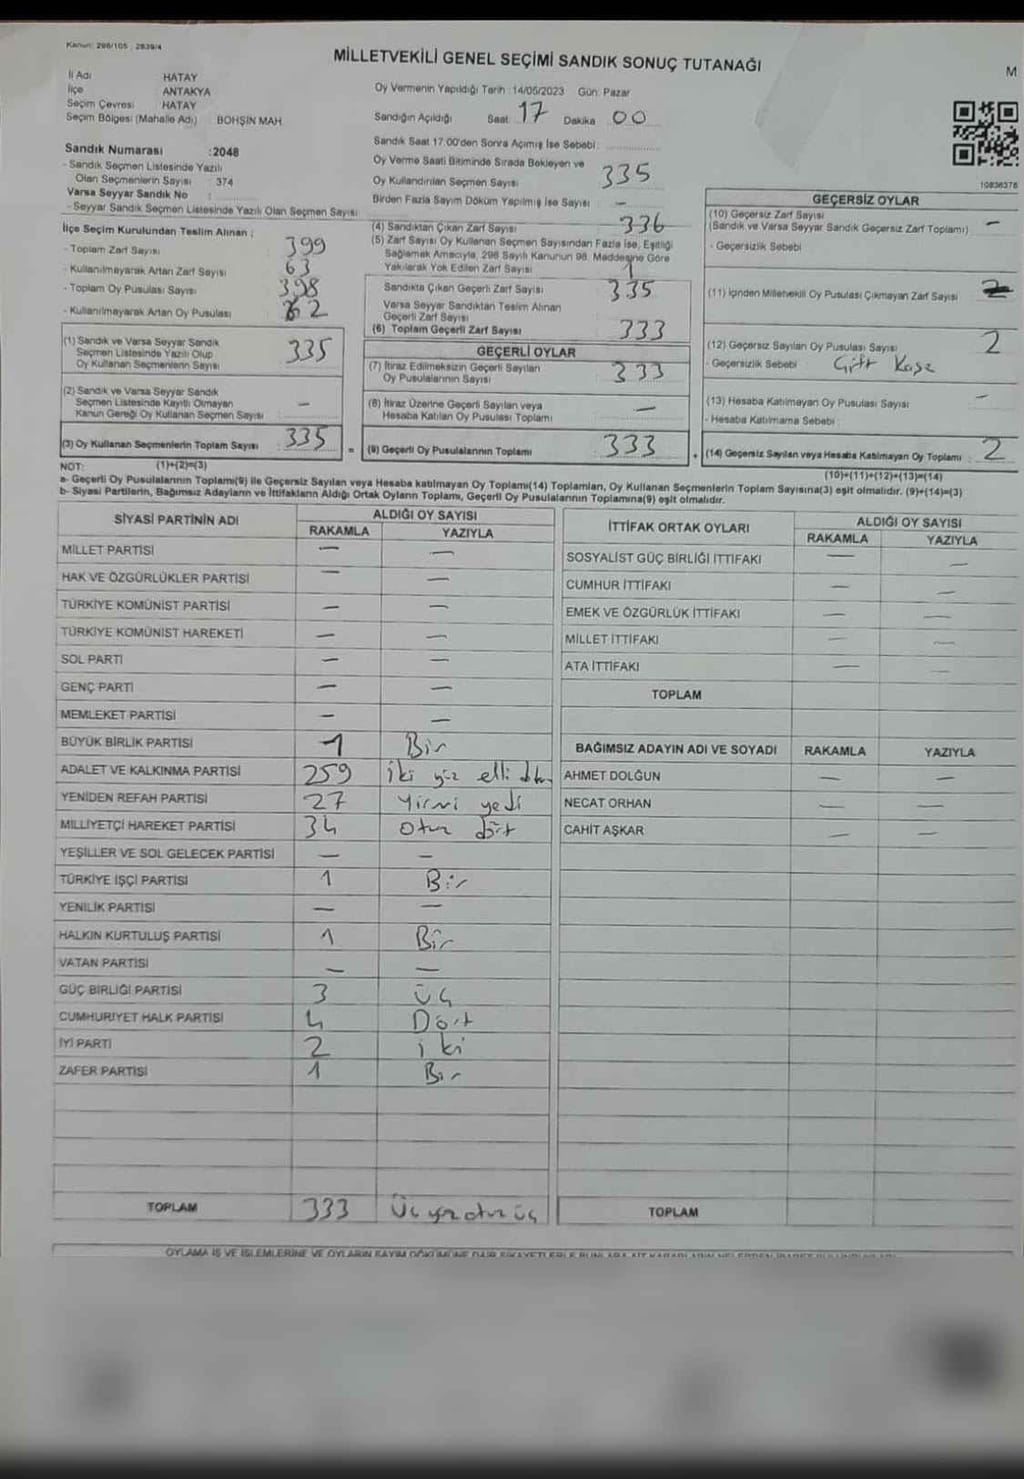 Kanun: 298/105 ; 2839/4
MİLLETVEKİLİ GENEL SEÇİMİ SANDIK SONUÇ TUTANAĞI
M
İl Adı : HATAY
İlçe : ANTAKYA
Seçim Çevresi : HATAY
Seçim Bölgesi (Mahalle Adı) : BOHŞİN MAH.
Sandık Numarası :2048
- Sandık Seçmen Listesinde Yazılı
Olan Seçmenlerin Sayısı : 374
Varsa Seyyar Sandık No :
- Seyyar Sandık Seçmen Listesinde Yazılı Olan Seçmen Sayısı
Oy Vermenin Yapıldığı Tarih : 14/05/2023 Gün: Pazar
Sandığın Açıldığı Saat 17 Dakika 00
Sandık Saat 17:00'den Sonra Açılmış İse Sebebi:
Oy Verme Saati Bitiminde Sırada Bekleyen ve
Oy Kullandırılan Seçmen Sayısı 335
Birden Fazla Sayım Döküm Yapılmış İse Sayısı : -
10836378
İlçe Seçim Kurulundan Teslim Alınan ;
- Toplam Zarf Sayısı 399
- Kullanılmayarak Artan Zarf Sayısı 63
- Toplam Oy Pusulası Sayısı 398
- Kullanılmayarak Artan Oy Pusulası 62
(1) Sandık ve Varsa Seyyar Sandık
Seçmen Listesinde Yazılı Olup
Oy Kullanan Seçmenlerin Sayısı 335
(2) Sandık ve Varsa Seyyar Sandık
Seçmen Listesinde Kayıtlı Olmayan
Kanun Gereği Oy Kullanan Seçmen Sayısı -
(3) Oy Kullanan Seçmenlerin Toplam Sayısı : 335
(4) Sandıktan Çıkan Zarf Sayısı 336
(5) Zarf Sayısı Oy Kullanan Seçmen Sayısından Fazla İse, Eşitliği
Sağlamak Amacıyla, 298 Sayılı Kanunun 98. Maddesine Göre
Yakılarak Yok Edilen Zarf Sayısı 1
Sandıkta Çıkan Geçerli Zarf Sayısı 335
Varsa Seyyar Sandıktan Teslim Alınan
Geçerli Zarf Sayısı
(6) Toplam Geçerli Zarf Sayısı 333
GEÇERLİ OYLAR
(7) İtiraz Edilmeksizin Geçerli Sayılan
Oy Pusulalarının Sayısı 333
(8) İtiraz Üzerine Geçerli Sayılan veya
Hesaba Katılan Oy Pusulası Toplamı -
= (9) Geçerli Oy Pusulalarının Toplamı 333
GEÇERSİZ OYLAR
(10) Geçersiz Zarf Sayısı
(Sandık ve Varsa Seyyar Sandık Geçersiz Zarf Toplamı) -
- Geçersizlik Sebebi
(11) İçinden Milletvekili Oy Pusulası Çıkmayan Zarf Sayısı
(12) Geçersiz Sayılan Oy Pusulası Sayısı 2
- Geçersizlik Sebebi Çift Kaşe
(13) Hesaba Katılmayan Oy Pusulası Sayısı -
- Hesaba Katılmama Sebebi
+ (14) Geçersiz Sayılan veya Hesaba Katılmayan Oy Toplamı : 2
NOT: (1)+(2)=(3) (10)+(11)+(12)+(13)=(14)
a- Geçerli Oy Pusulalarının Toplamı(9) ile Geçersiz Sayılan veya Hesaba katılmayan Oy Toplamı(14) Toplamları, Oy Kullanan Seçmenlerin Toplam Sayısına(3) eşit olmalıdır. (9)+(14)=(3)
b- Siyasi Partilerin, Bağımsız Adayların ve İttifakların Aldığı Ortak Oyların Toplamı, Geçerli Oy Pusulalarının Toplamına(9) eşit olmalıdır.
SİYASİ PARTİNİN ADI ALDIĞI OY SAYISI
RAKAMLA YAZIYLA
MİLLET PARTİSİ - -
HAK VE ÖZGÜRLÜKLER PARTİSİ - -
TÜRKİYE KOMÜNİST PARTİSİ - -
TÜRKİYE KOMÜNİST HAREKETİ - -
SOL PARTİ - -
GENÇ PARTİ - -
MEMLEKET PARTİSİ - -
BÜYÜK BİRLİK PARTİSİ 1 Bir
ADALET VE KALKINMA PARTİSİ 259 iki yüz elli
YENİDEN REFAH PARTİSİ 27 yirmi yedi
MİLLİYETÇİ HAREKET PARTİSİ 34 otuz dört
YEŞİLLER VE SOL GELECEK PARTİSİ - -
TÜRKİYE İŞÇİ PARTİSİ 1 Bir
YENİLİK PARTİSİ - -
HALKIN KURTULUŞ PARTİSİ 1 Bir
VATAN PARTİSİ - -
GÜÇ BİRLİĞİ PARTİSİ 3 üç
CUMHURİYET HALK PARTİSİ 4 Dört
İYİ PARTİ 2 iki
ZAFER PARTİSİ 1 Bir
TOPLAM 333 Üç yüz otuz üç
İTTİFAK ORTAK OYLARI ALDIĞI OY SAYISI
RAKAMLA YAZIYLA
SOSYALİST GÜÇ BİRLİĞİ İTTİFAKI - -
CUMHUR İTTİFAKI - -
EMEK VE ÖZGÜRLÜK İTTİFAKI - -
MİLLET İTTİFAKI - -
ATA İTTİFAKI - -
TOPLAM
BAĞIMSIZ ADAYIN ADI VE SOYADI RAKAMLA YAZIYLA
AHMET DOLĞUN - -
NECAT ORHAN - -
CAHİT AŞKAR - -
TOPLAM